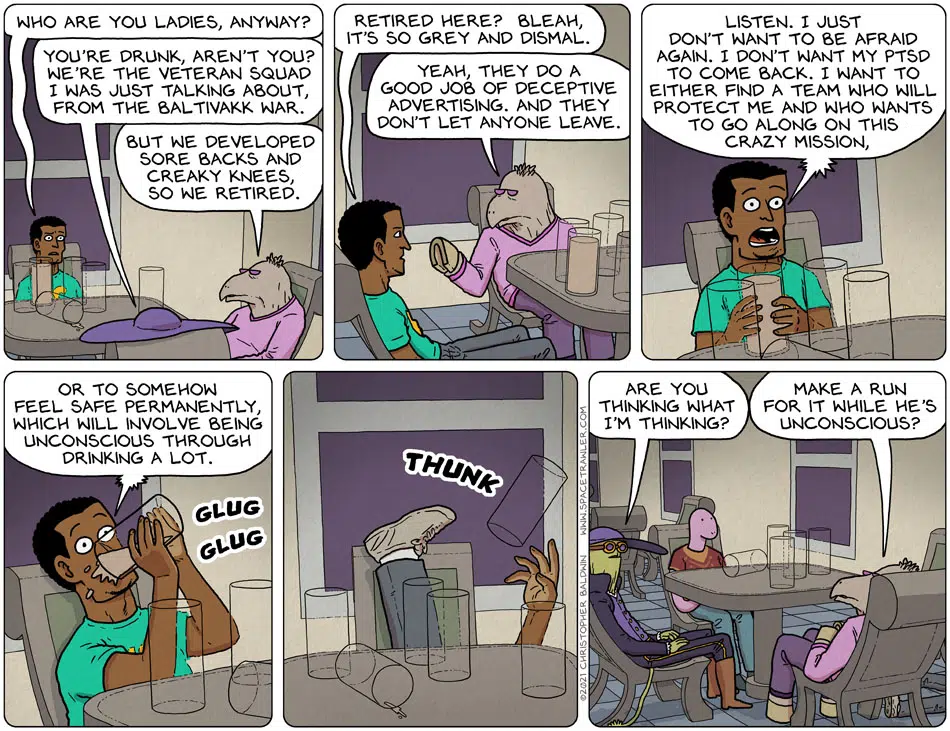 WHO ARE YOU LADIES, ANYWAY?
YOU'RE DRUNK, AREN'T YOU?
WE'RE THE VETERAN SQUAD
I WAS JUST TALKING ABOUT,
FROM THE BALTIVAKK WAR.
BUT WE DEVELOPED
SORE BACKS AND
CREAKY KNEES,
SO WE RETIRED.
RETIRED HERE? BLEAH,
IT'S SO GREY AND DISMAL.
YEAH, THEY DO A
GOOD JOB OF DECEPTIVE
ADVERTISING. AND THEY
DON'T LET ANYONE LEAVE.
LISTEN. I JUST
DON'T WANT TO BE AFRAID
AGAIN. I DON'T WANT MY PTSD
TO COME BACK. I WANT TO
EITHER FIND A TEAM WHO WILL
PROTECT ME AND WHO WANTS
TO GO ALONG ON THIS
CRAZY MISSION,
OR TO SOMEHOW
FEEL SAFE PERMANENTLY,
WHICH WILL INVOLVE BEING
UNCONSCIOUS THROUGH
DRINKING A LOT.
GLUG
GLUG
THUNK
©2021 CHRISTOPHER BALDWIN WWW.SPACETRAWLER.COM
ARE YOU
THINKING WHAT
I'M THINKING?
MAKE A RUN
FOR IT WHILE HE'S
UNCONSCIOUS?